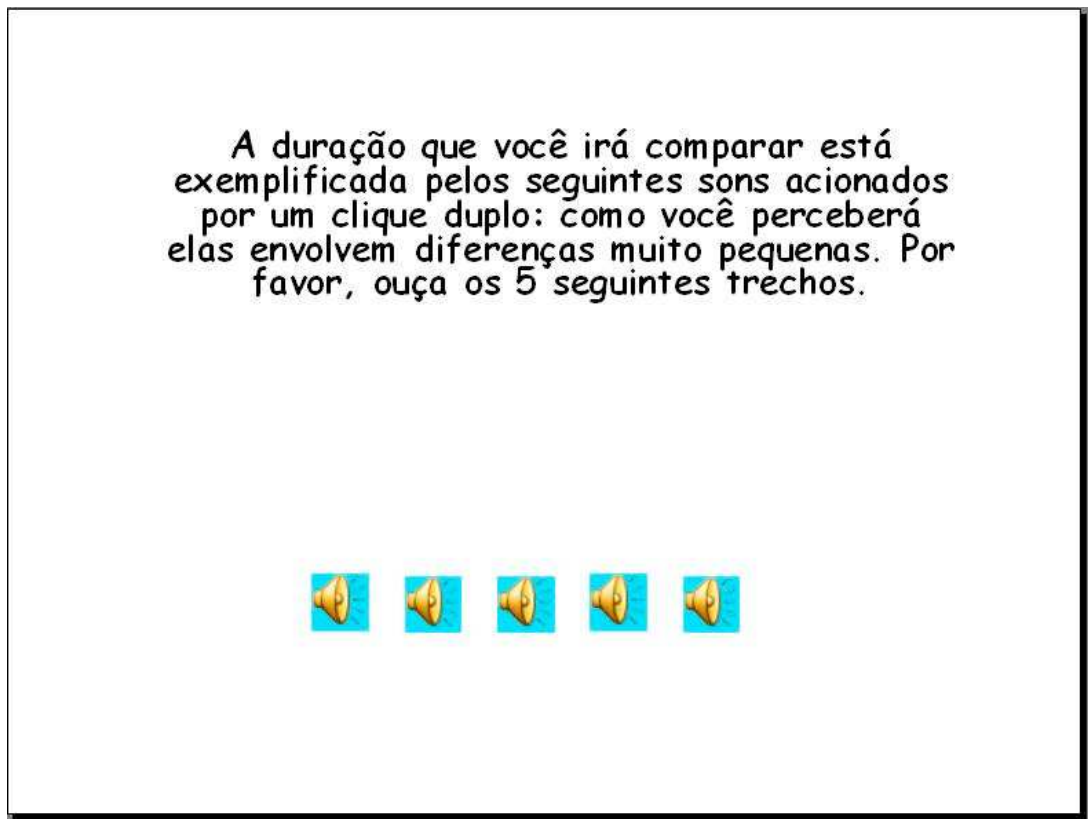 A duração que você irá comparar está
exemplificada pelos seguintes sons acionados
por um clique duplo: como você perceberá
elas envolvem diferenças muito pequenas. Por
favor, ouça os 5 seguintes trechos.